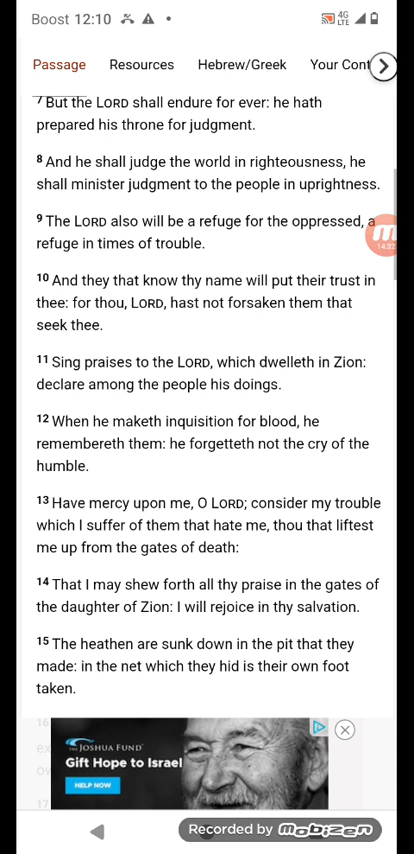 Boost 12:10
4G
LTE
Passage Resources Hebrew/Greek Your Cont
7 But the LORD shall endure for ever: he hath
prepared his throne for judgment.
8 And he shall judge the world in righteousness, he
shall minister judgment to the people in uprightness.
9 The LORD also will be a refuge for the oppressed, a
refuge in times of trouble.
14:32
10 And they that know thy name will put their trust in
thee: for thou, LORD, hast not forsaken them that
seek thee.
11 Sing praises to the LORD, which dwelleth in Zion:
declare among the people his doings.
12 When he maketh inquisition for blood, he
remembereth them: he forgetteth not the cry of the
humble.
13 Have mercy upon me, O LORD; consider my trouble
which I suffer of them that hate me, thou that liftest
me up from the gates of death:
14 That I may shew forth all thy praise in the gates of
the daughter of Zion: I will rejoice in thy salvation.
15 The heathen are sunk down in the pit that they
made: in the net which they hid is their own foot
taken.
16
THE JOSHUA FUND
Gift Hope to Israel
HELP NOW
17
Recorded by mobizen